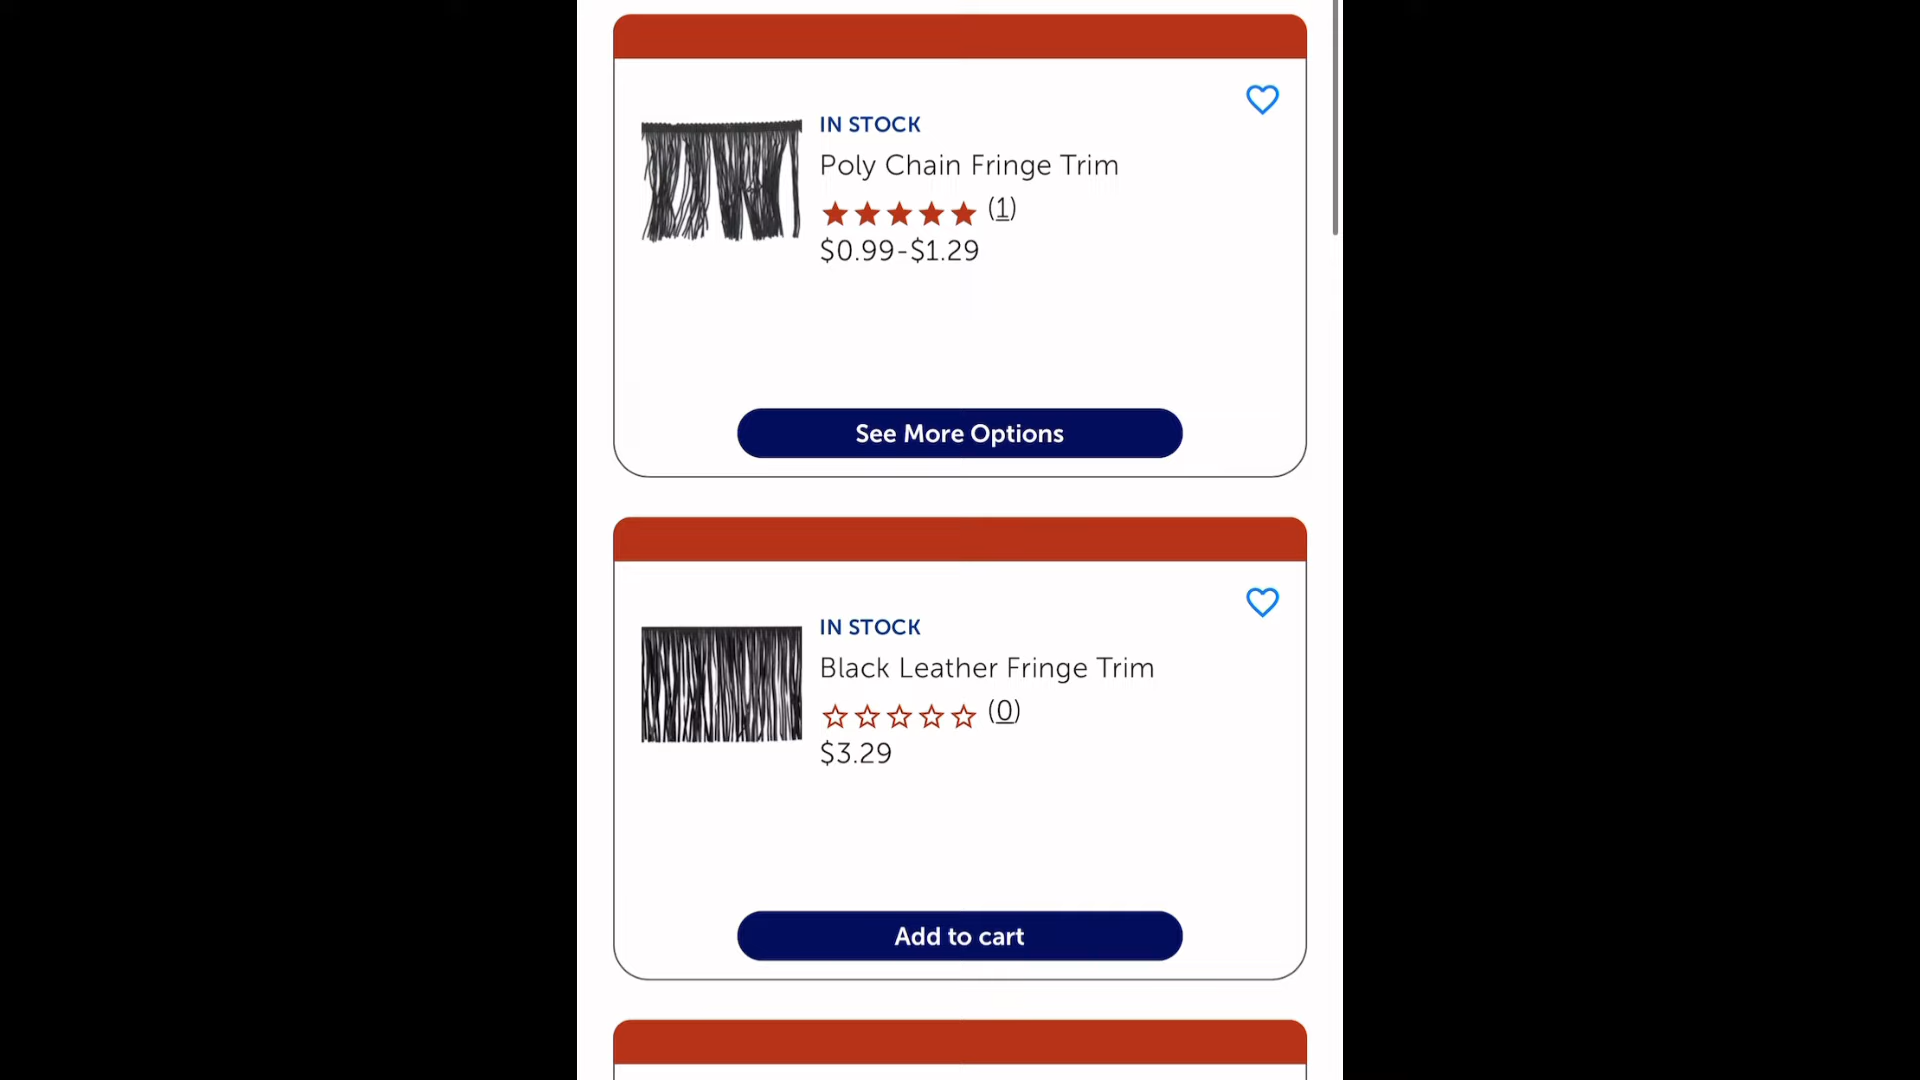 IN STOCK
Poly Chain Fringe Trim
(1)
$0.99-$1.29
See More Options
IN STOCK
Black Leather Fringe Trim
(0)
$3.29
Add to cart